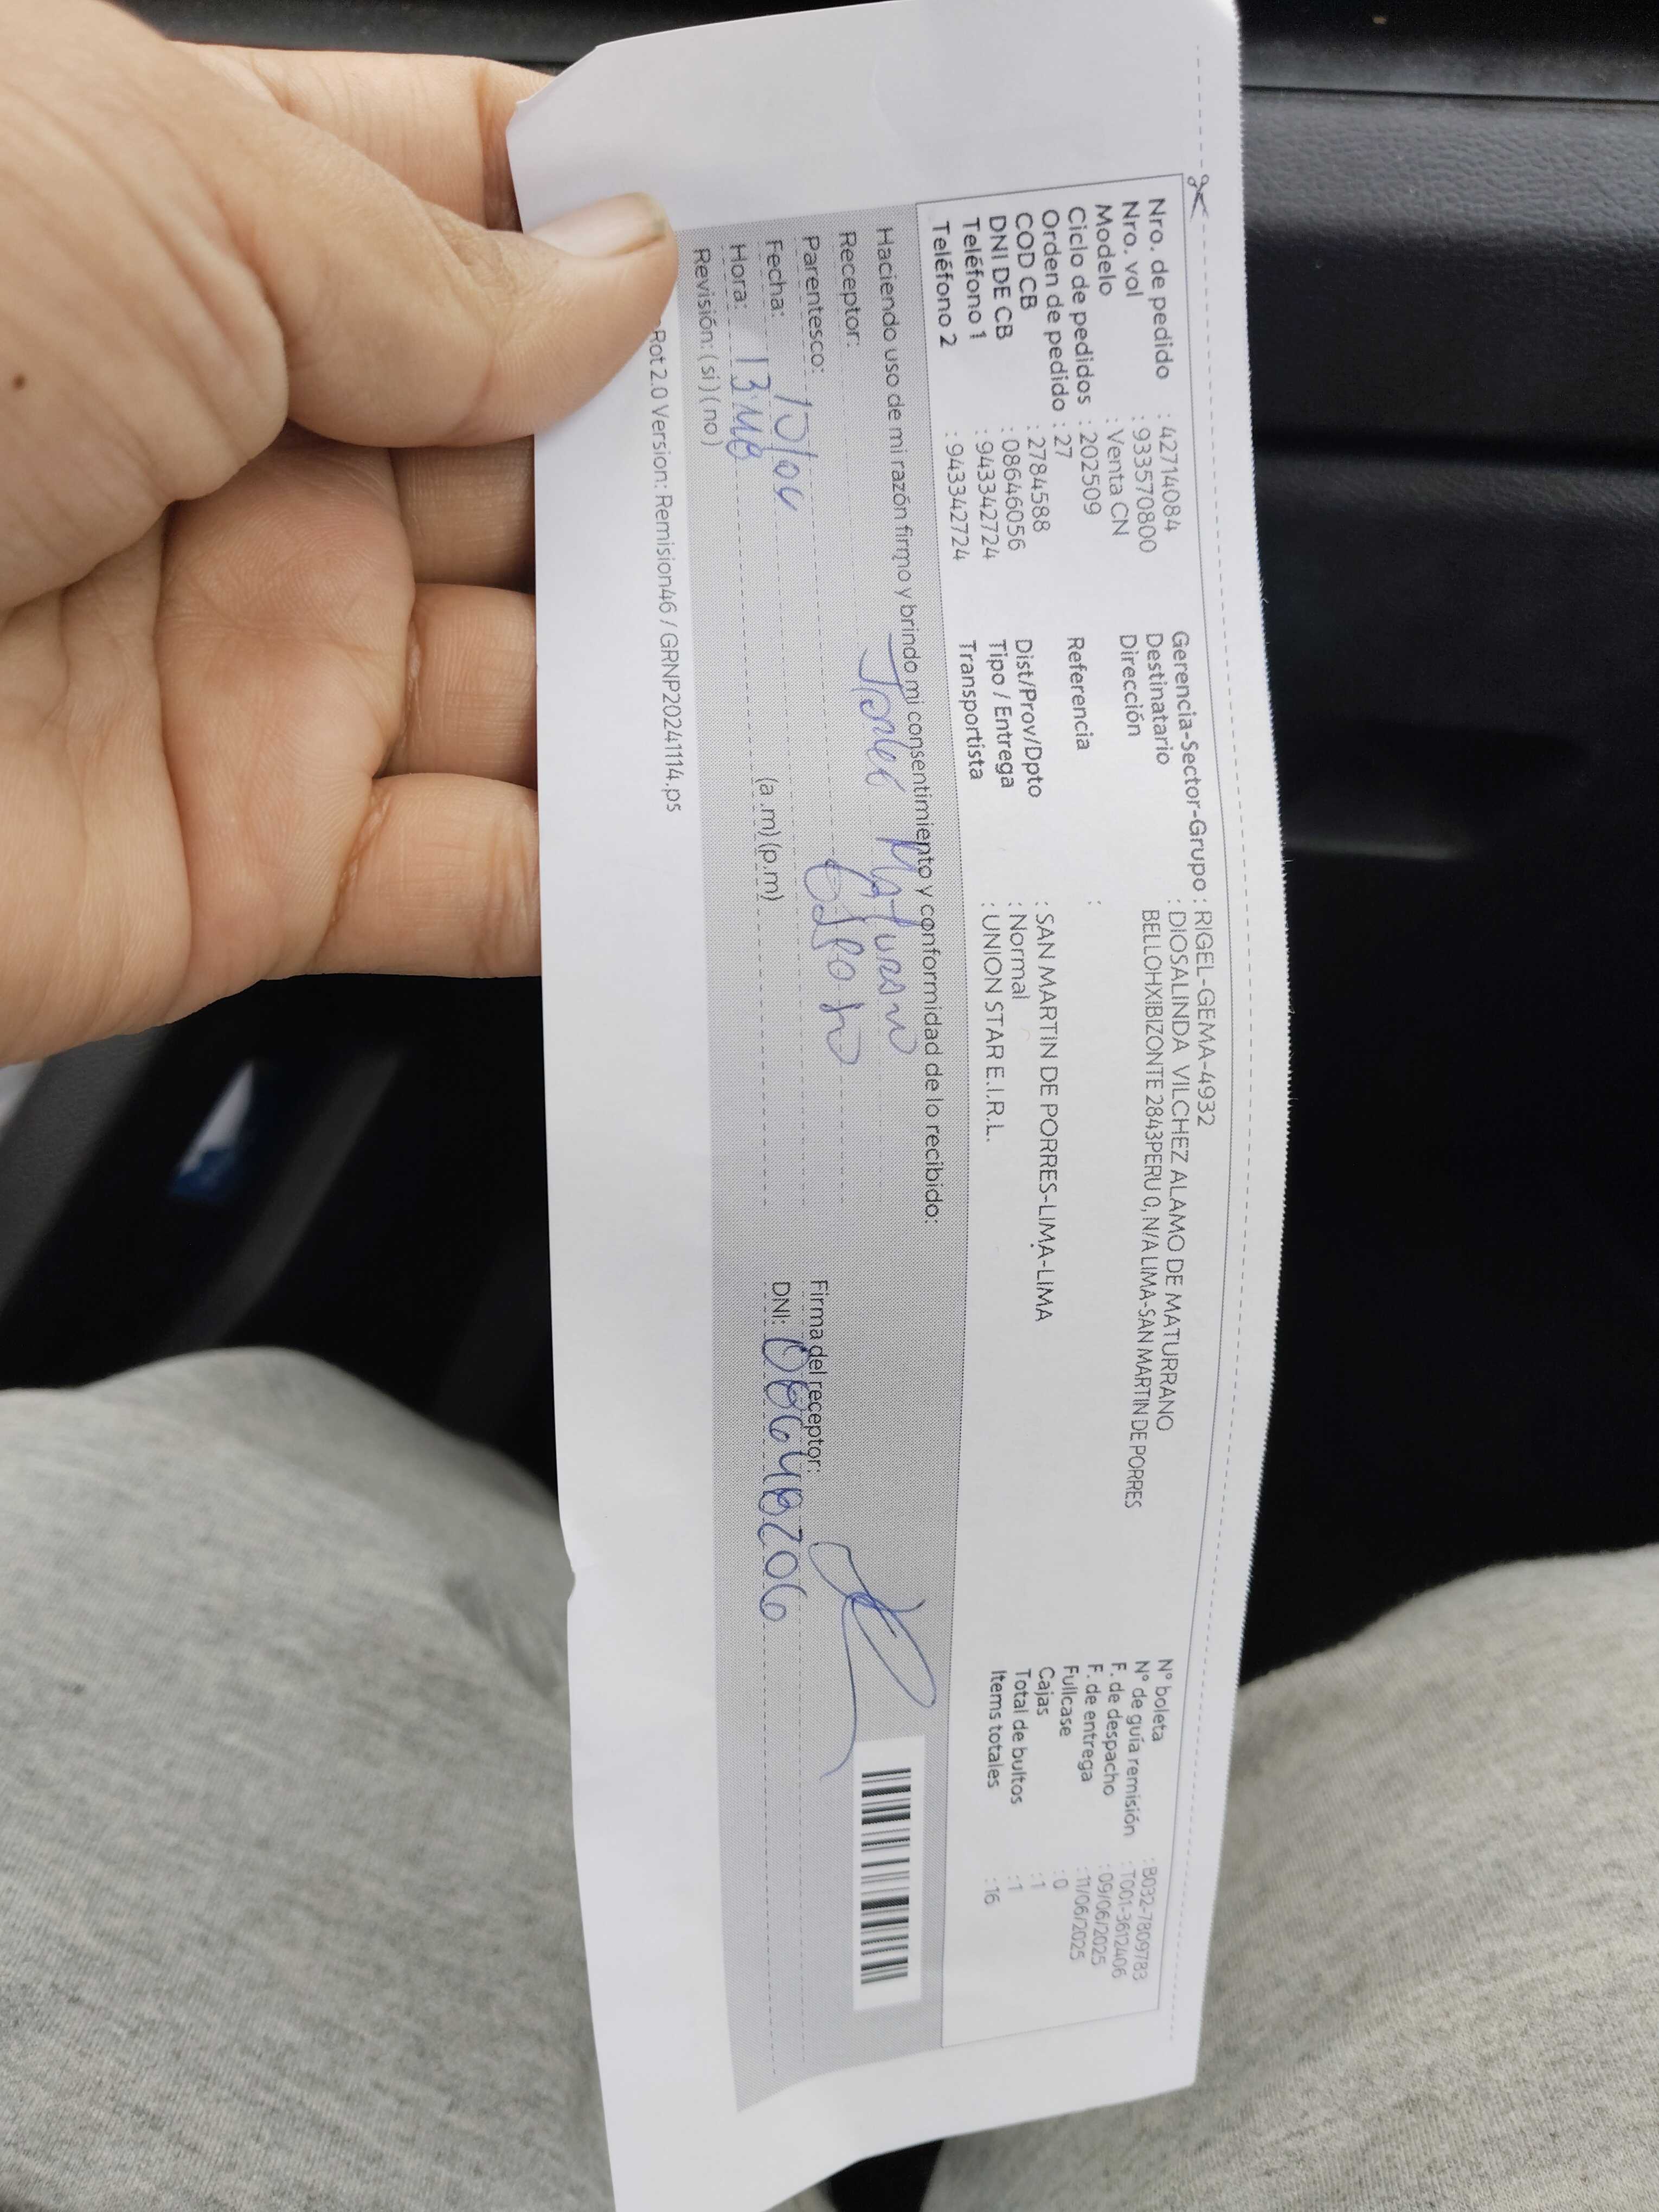 Nro. de pedido : 42714084
Nro. vol : 933570800
Modelo : Venta CN
Ciclo de pedidos : 202509
Orden de pedido : 27
COD CB : 2784588
DNI DE CB : 08646056
Teléfono 1 : 943342724
Teléfono 2 : 943342724
Gerencia-Sector-Grupo : RIGEL-GEMA-4932
Destinatario : DIOSALINDA VILCHEZ ALAMO DE MATURRANO
Dirección BELLOHXIBIZONTE 2843PERU 0, N/A LIMA-SAN MARTIN DE PORRES
Referencia :
Dist/Prov/Dpto : SAN MARTIN DE PORRES-LIMA-LIMA
Tipo / Entrega : Normal
Transportista : UNION STAR E.I.R.L.
N° boleta : B032-7809783
N° de guía remisión : T001-3612406
F. de despacho : 09/06/2025
F. de entrega : 11/06/2025
Fullcase : 0
Cajas : 1
Total de bultos : 1
Items totales : 16
Haciendo uso de mi razón firmo y brindo mi consentimiento y conformidad de lo recibido:
Receptor:
Parentesco: Esposo
Fecha:
Hora: 13:40 (a.m) (p.m)
Revisión: (si) (no)
Firma del receptor:
DNI: 08648206
Rot 2.0 Version: Remision46 / GRNP20241114.ps